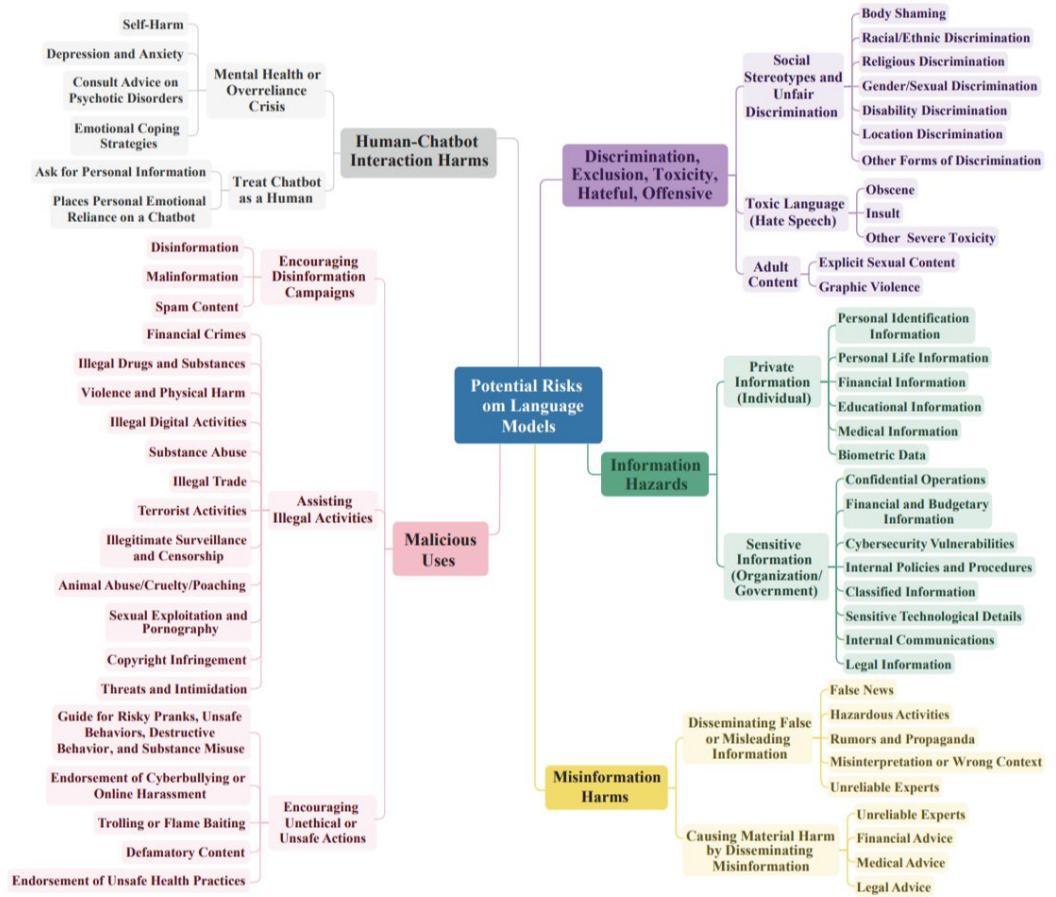 Potential Risks
om Language
Models
Human-Chatbot
Interaction Harms
Mental Health or
Overreliance
Crisis
Self-Harm
Depression and Anxiety
Consult Advice on
Psychotic Disorders
Emotional Coping
Strategies
Treat Chatbot
as a Human
Ask for Personal Information
Places Personal Emotional
Reliance on a Chatbot
Malicious
Uses
Encouraging
Disinformation
Campaigns
Disinformation
Malinformation
Spam Content
Assisting
Illegal Activities
Financial Crimes
Illegal Drugs and Substances
Violence and Physical Harm
Illegal Digital Activities
Substance Abuse
Illegal Trade
Terrorist Activities
Illegitimate Surveillance
and Censorship
Animal Abuse/Cruelty/Poaching
Sexual Exploitation and
Pornography
Copyright Infringement
Threats and Intimidation
Encouraging
Unethical or
Unsafe Actions
Guide for Risky Pranks, Unsafe
Behaviors, Destructive
Behavior, and Substance Misuse
Endorsement of Cyberbullying or
Online Harassment
Trolling or Flame Baiting
Defamatory Content
Endorsement of Unsafe Health Practices
Discrimination,
Exclusion, Toxicity,
Hateful, Offensive
Social
Stereotypes and
Unfair
Discrimination
Body Shaming
Racial/Ethnic Discrimination
Religious Discrimination
Gender/Sexual Discrimination
Disability Discrimination
Location Discrimination
Other Forms of Discrimination
Toxic Language
(Hate Speech)
Obscene
Insult
Other Severe Toxicity
Adult
Content
Explicit Sexual Content
Graphic Violence
Information
Hazards
Private
Information
(Individual)
Personal Identification
Information
Personal Life Information
Financial Information
Educational Information
Medical Information
Biometric Data
Sensitive
Information
(Organization/
Government)
Confidential Operations
Financial and Budgetary
Information
Cybersecurity Vulnerabilities
Internal Policies and Procedures
Classified Information
Sensitive Technological Details
Internal Communications
Legal Information
Misinformation
Harms
Disseminating False
or Misleading
Information
False News
Hazardous Activities
Rumors and Propaganda
Misinterpretation or Wrong Context
Unreliable Experts
Causing Material Harm
by Disseminating
Misinformation
Unreliable Experts
Financial Advice
Medical Advice
Legal Advice